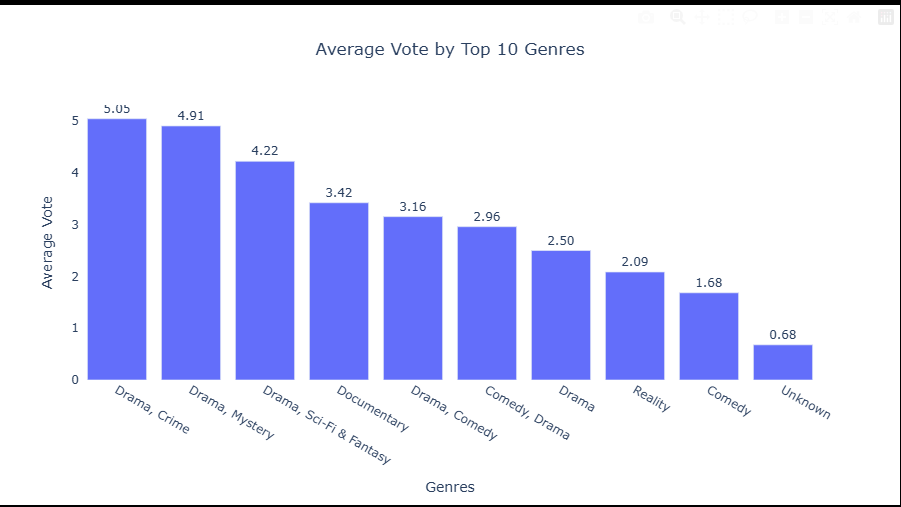 Average Vote by Top 10 Genres
5.05
4.91
4.22
3.42
3.16
2.96
2.50
2.09
1.68
0.68
5
4
3
2
1
0
Average Vote
Drama, Crime
Drama, Mystery
Drama, Sci-Fi & Fantasy
Documentary
Drama, Comedy
Comedy, Drama
Drama
Reality
Comedy
Unknown
Genres